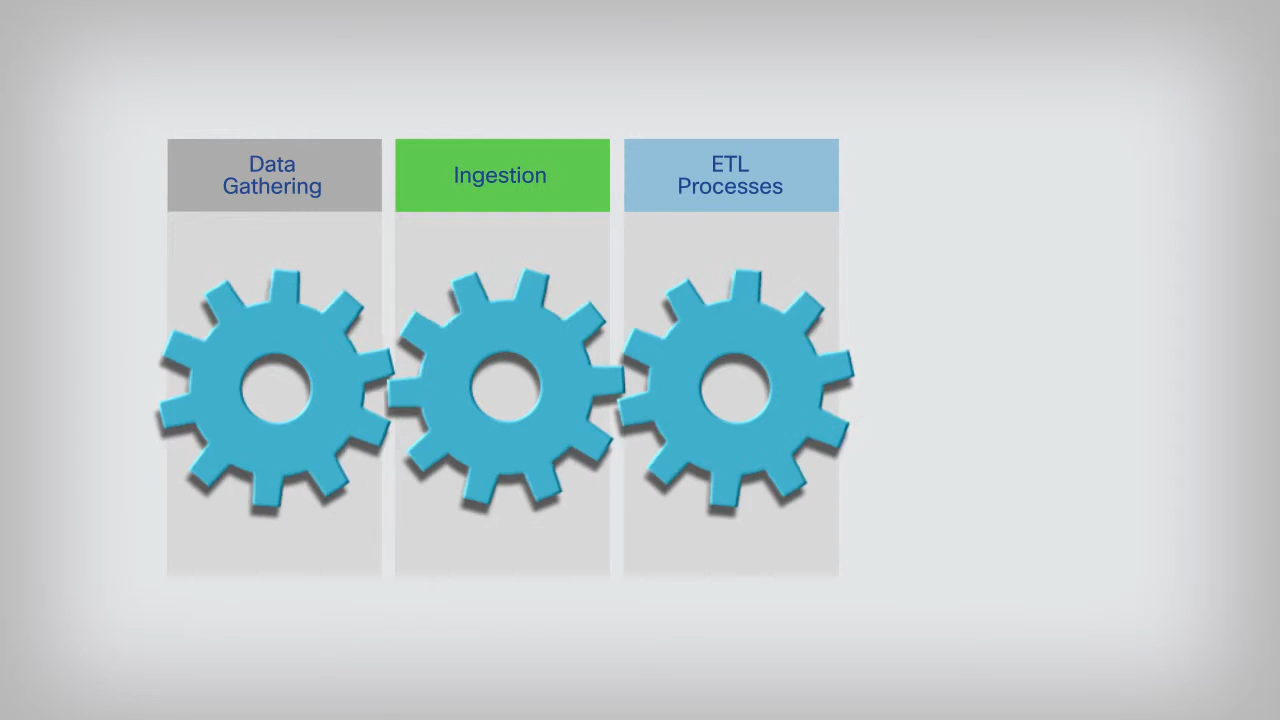 Data
Gathering
Ingestion
ETL
Processes